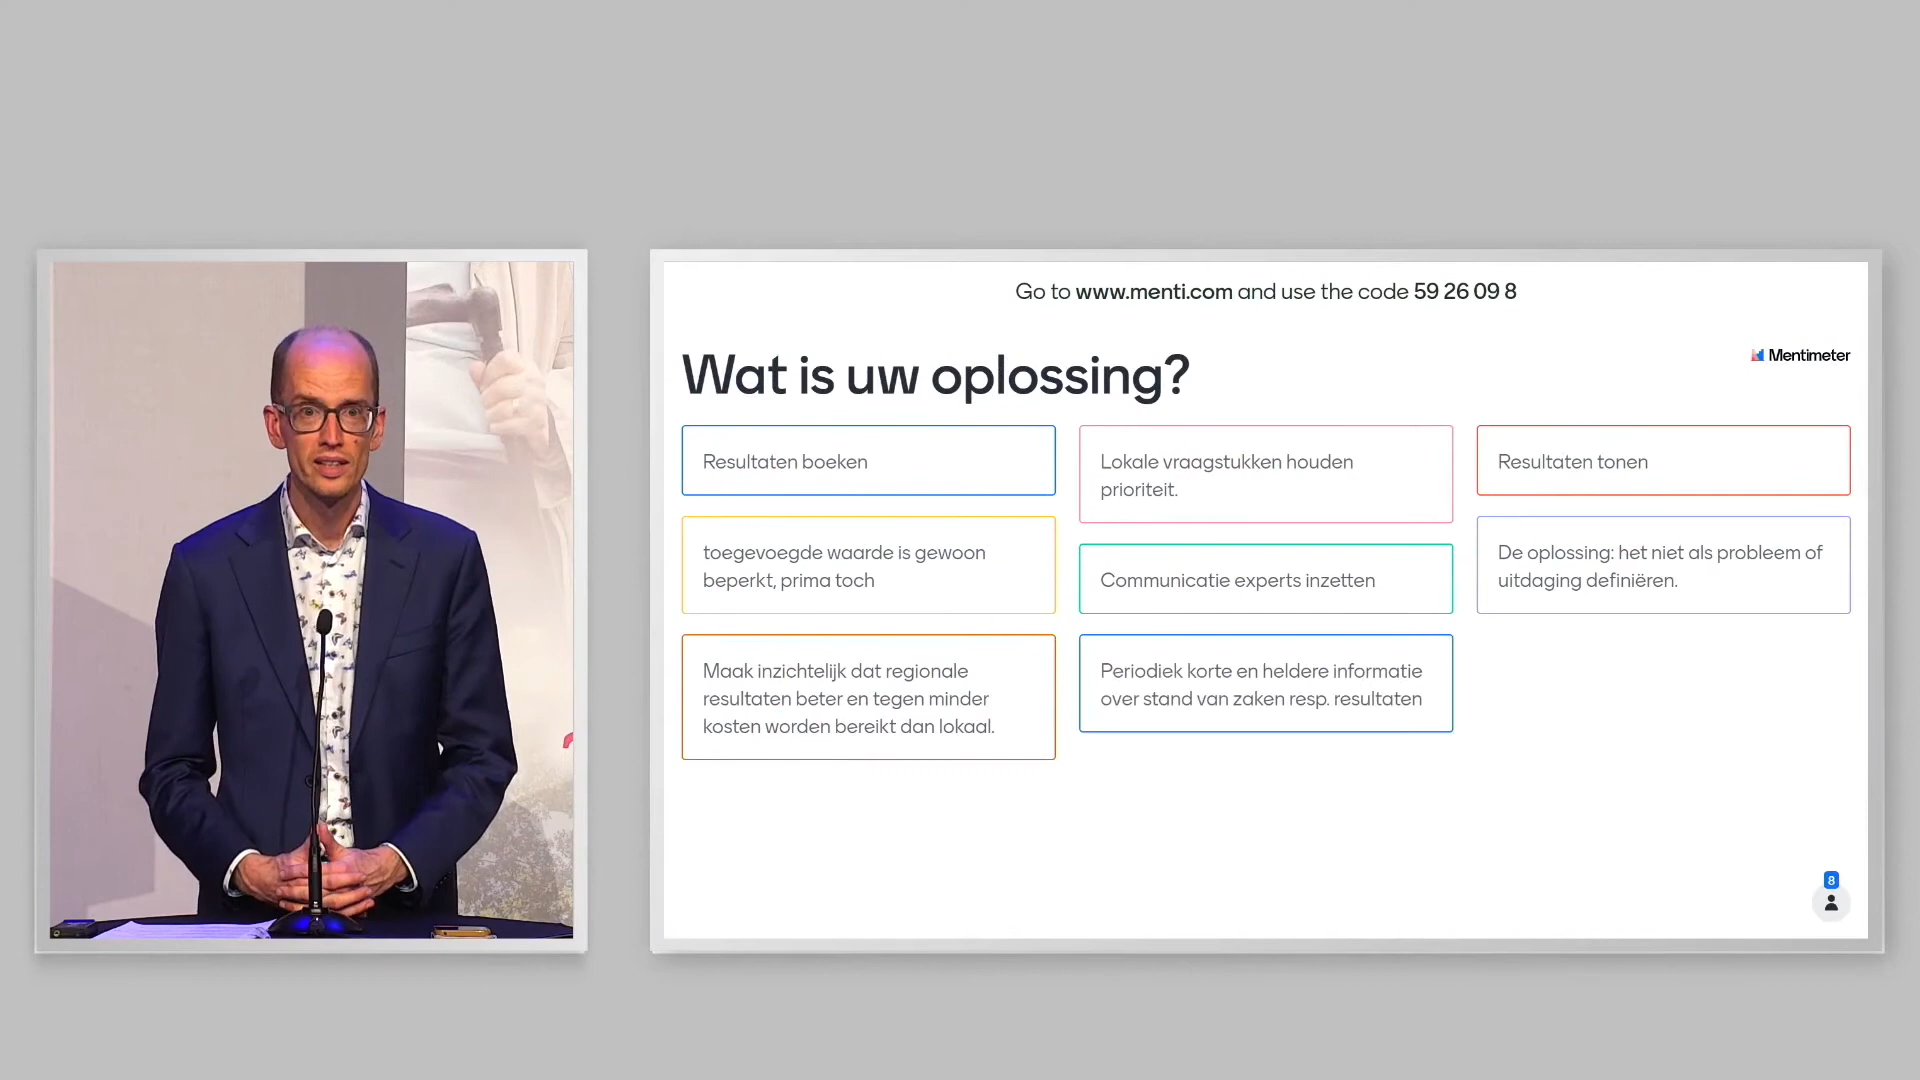 Go to www.menti.com and use the code 59 26 09 8
Wat is uw oplossing?
Mentimeter
Resultaten boeken
toegevoegde waarde is gewoon
beperkt, prima toch
Maak inzichtelijk dat regionale
resultaten beter en tegen minder
kosten worden bereikt dan lokaal.
Lokale vraagstukken houden
prioriteit.
Communicatie experts inzetten
Periodiek korte en heldere informatie
over stand van zaken resp. resultaten
Resultaten tonen
De oplossing: het niet als probleem of
uitdaging definiëren.
8